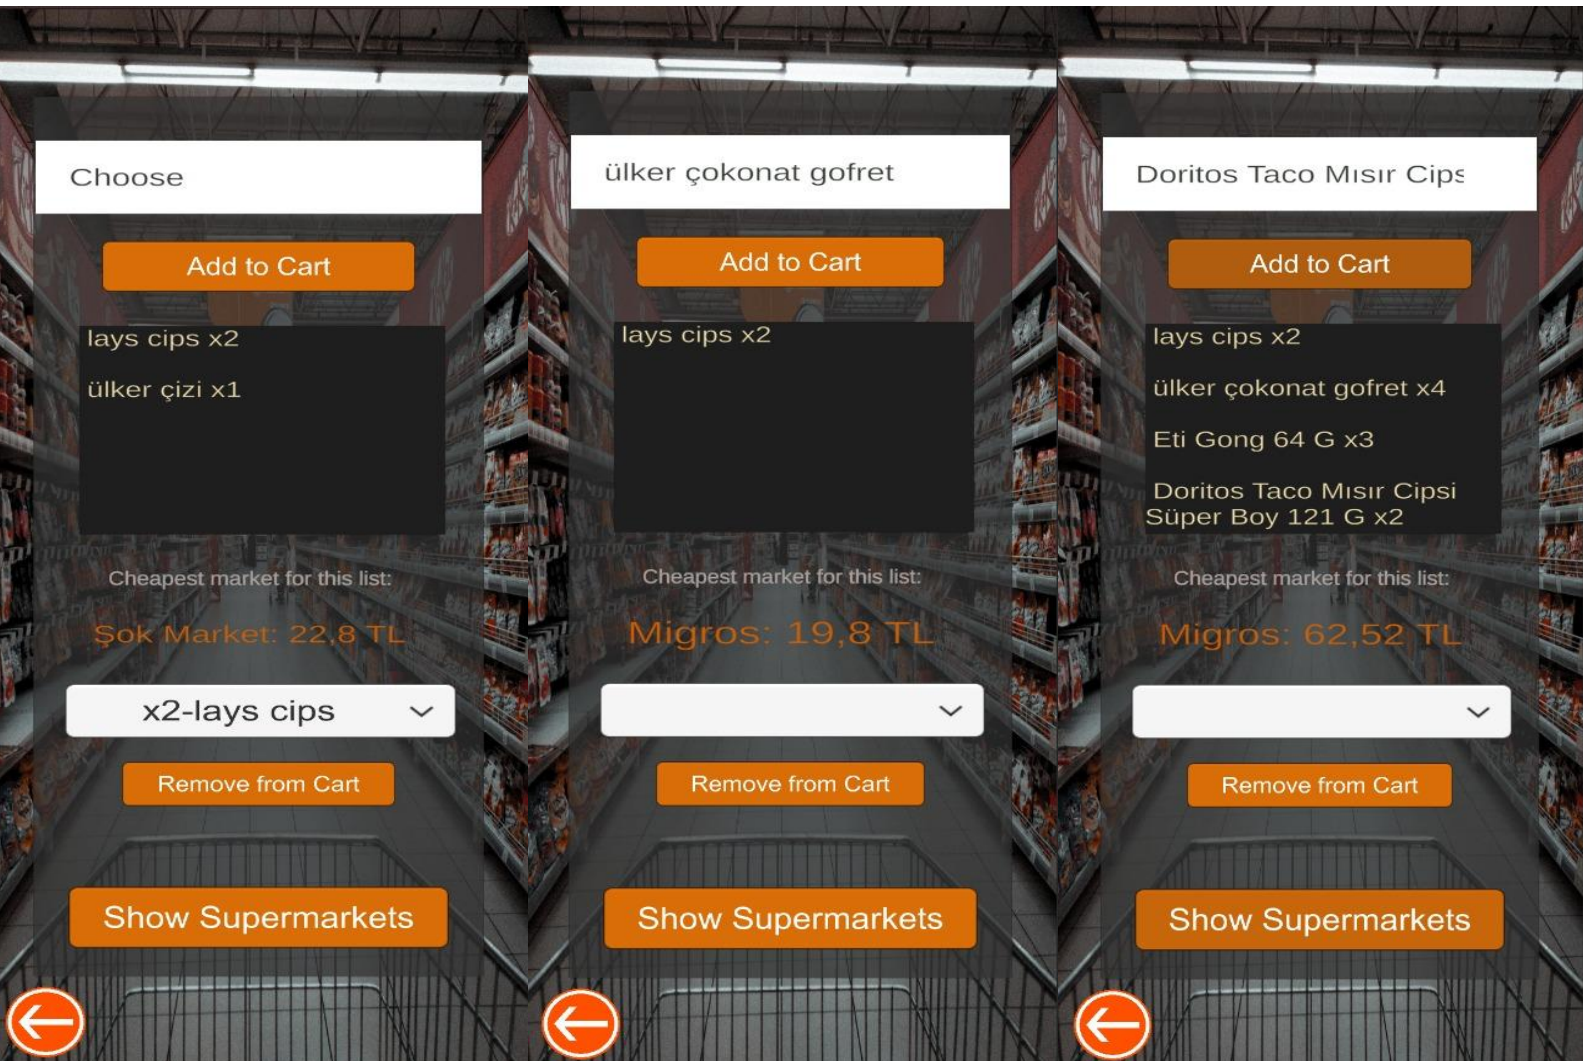 Choose
Add to Cart
lays cips x2
ülker çizi x1
Cheapest market for this list:
Şok Market: 22,8 TL
x2-lays cips
Remove from Cart
Show Supermarkets
ülker çokonat gofret
Add to Cart
lays cips x2
Cheapest market for this list:
Migros: 19,8 TL
Remove from Cart
Show Supermarkets
Doritos Taco Mısır Cips
Add to Cart
lays cips x2
ülker çokonat gofret x4
Eti Gong 64 G x3
Doritos Taco Mısır Cipsi
Süper Boy 121 G x2
Cheapest market for this list:
Migros: 62,52 TL
Remove from Cart
Show Supermarkets